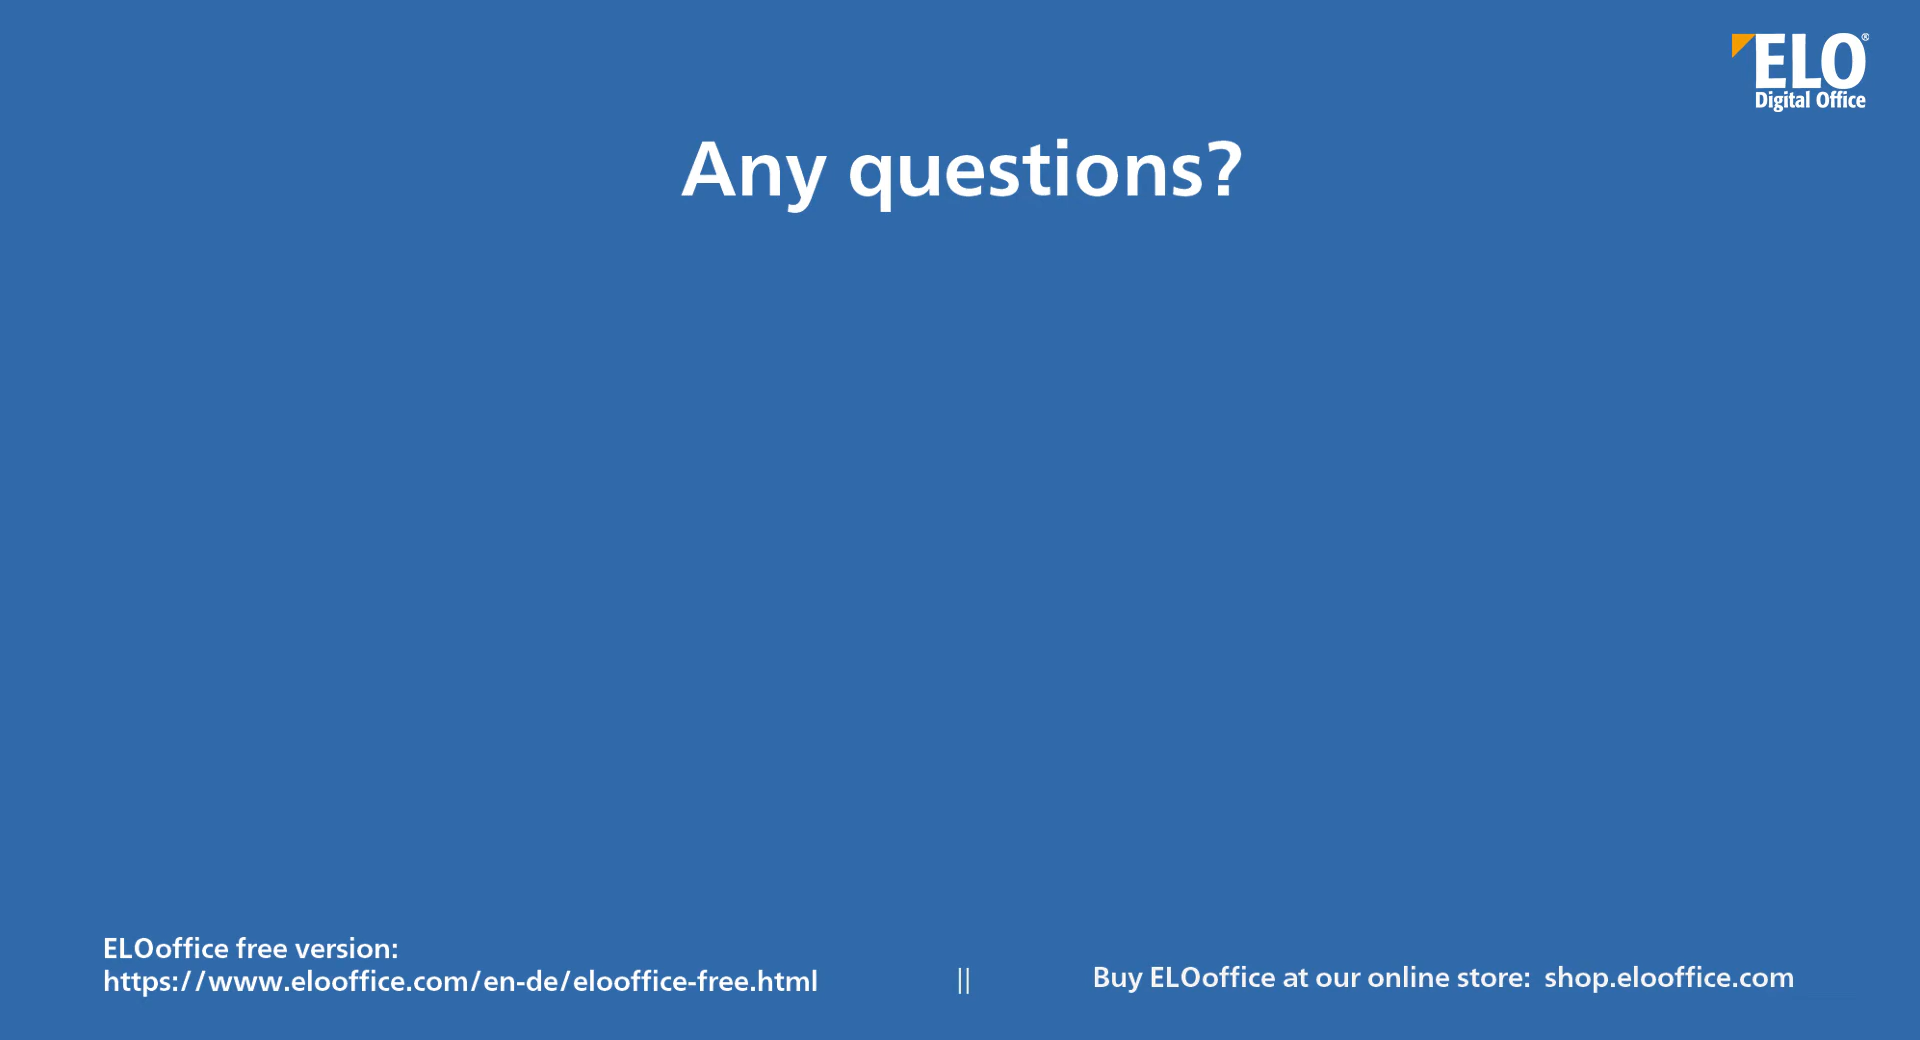 ELO®
Digital Office
Any questions?
ELOoffice free version:
https://www.elooffice.com/en-de/elooffice-free.html
||
Buy ELOoffice at our online store: shop.elooffice.com